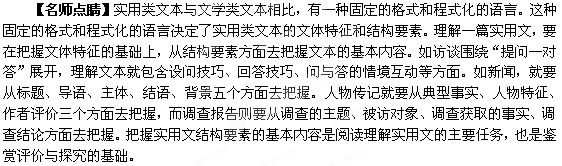 【名师点睛】实用类文本与文学类文本相比，有一种固定的格式和程式化的语言。这种
固定的格式和程式化的语言决定了实用类文本的文体特征和结构要素。理解一篇实用文，要
在把握文体特征的基础上，从结构要素方面去把握文本的基本内容。如访谈围绕“提问一对
答”展开，理解文本就包含设问技巧、回答技巧、问与答的情境互动等方面。如新闻，就要
从标题、导语、主体、结语、背景五个方面去把握。人物传记就要从典型事实、人物特征、
作者评价三个方面去把握，而调查报告则要从调查的主题、被访对象、调查获取的事实、调
查结论方面去把握。把握实用文结构要素的基本内容是阅读理解实用文的主要任务，也是鉴
赏评价与探究的基础。